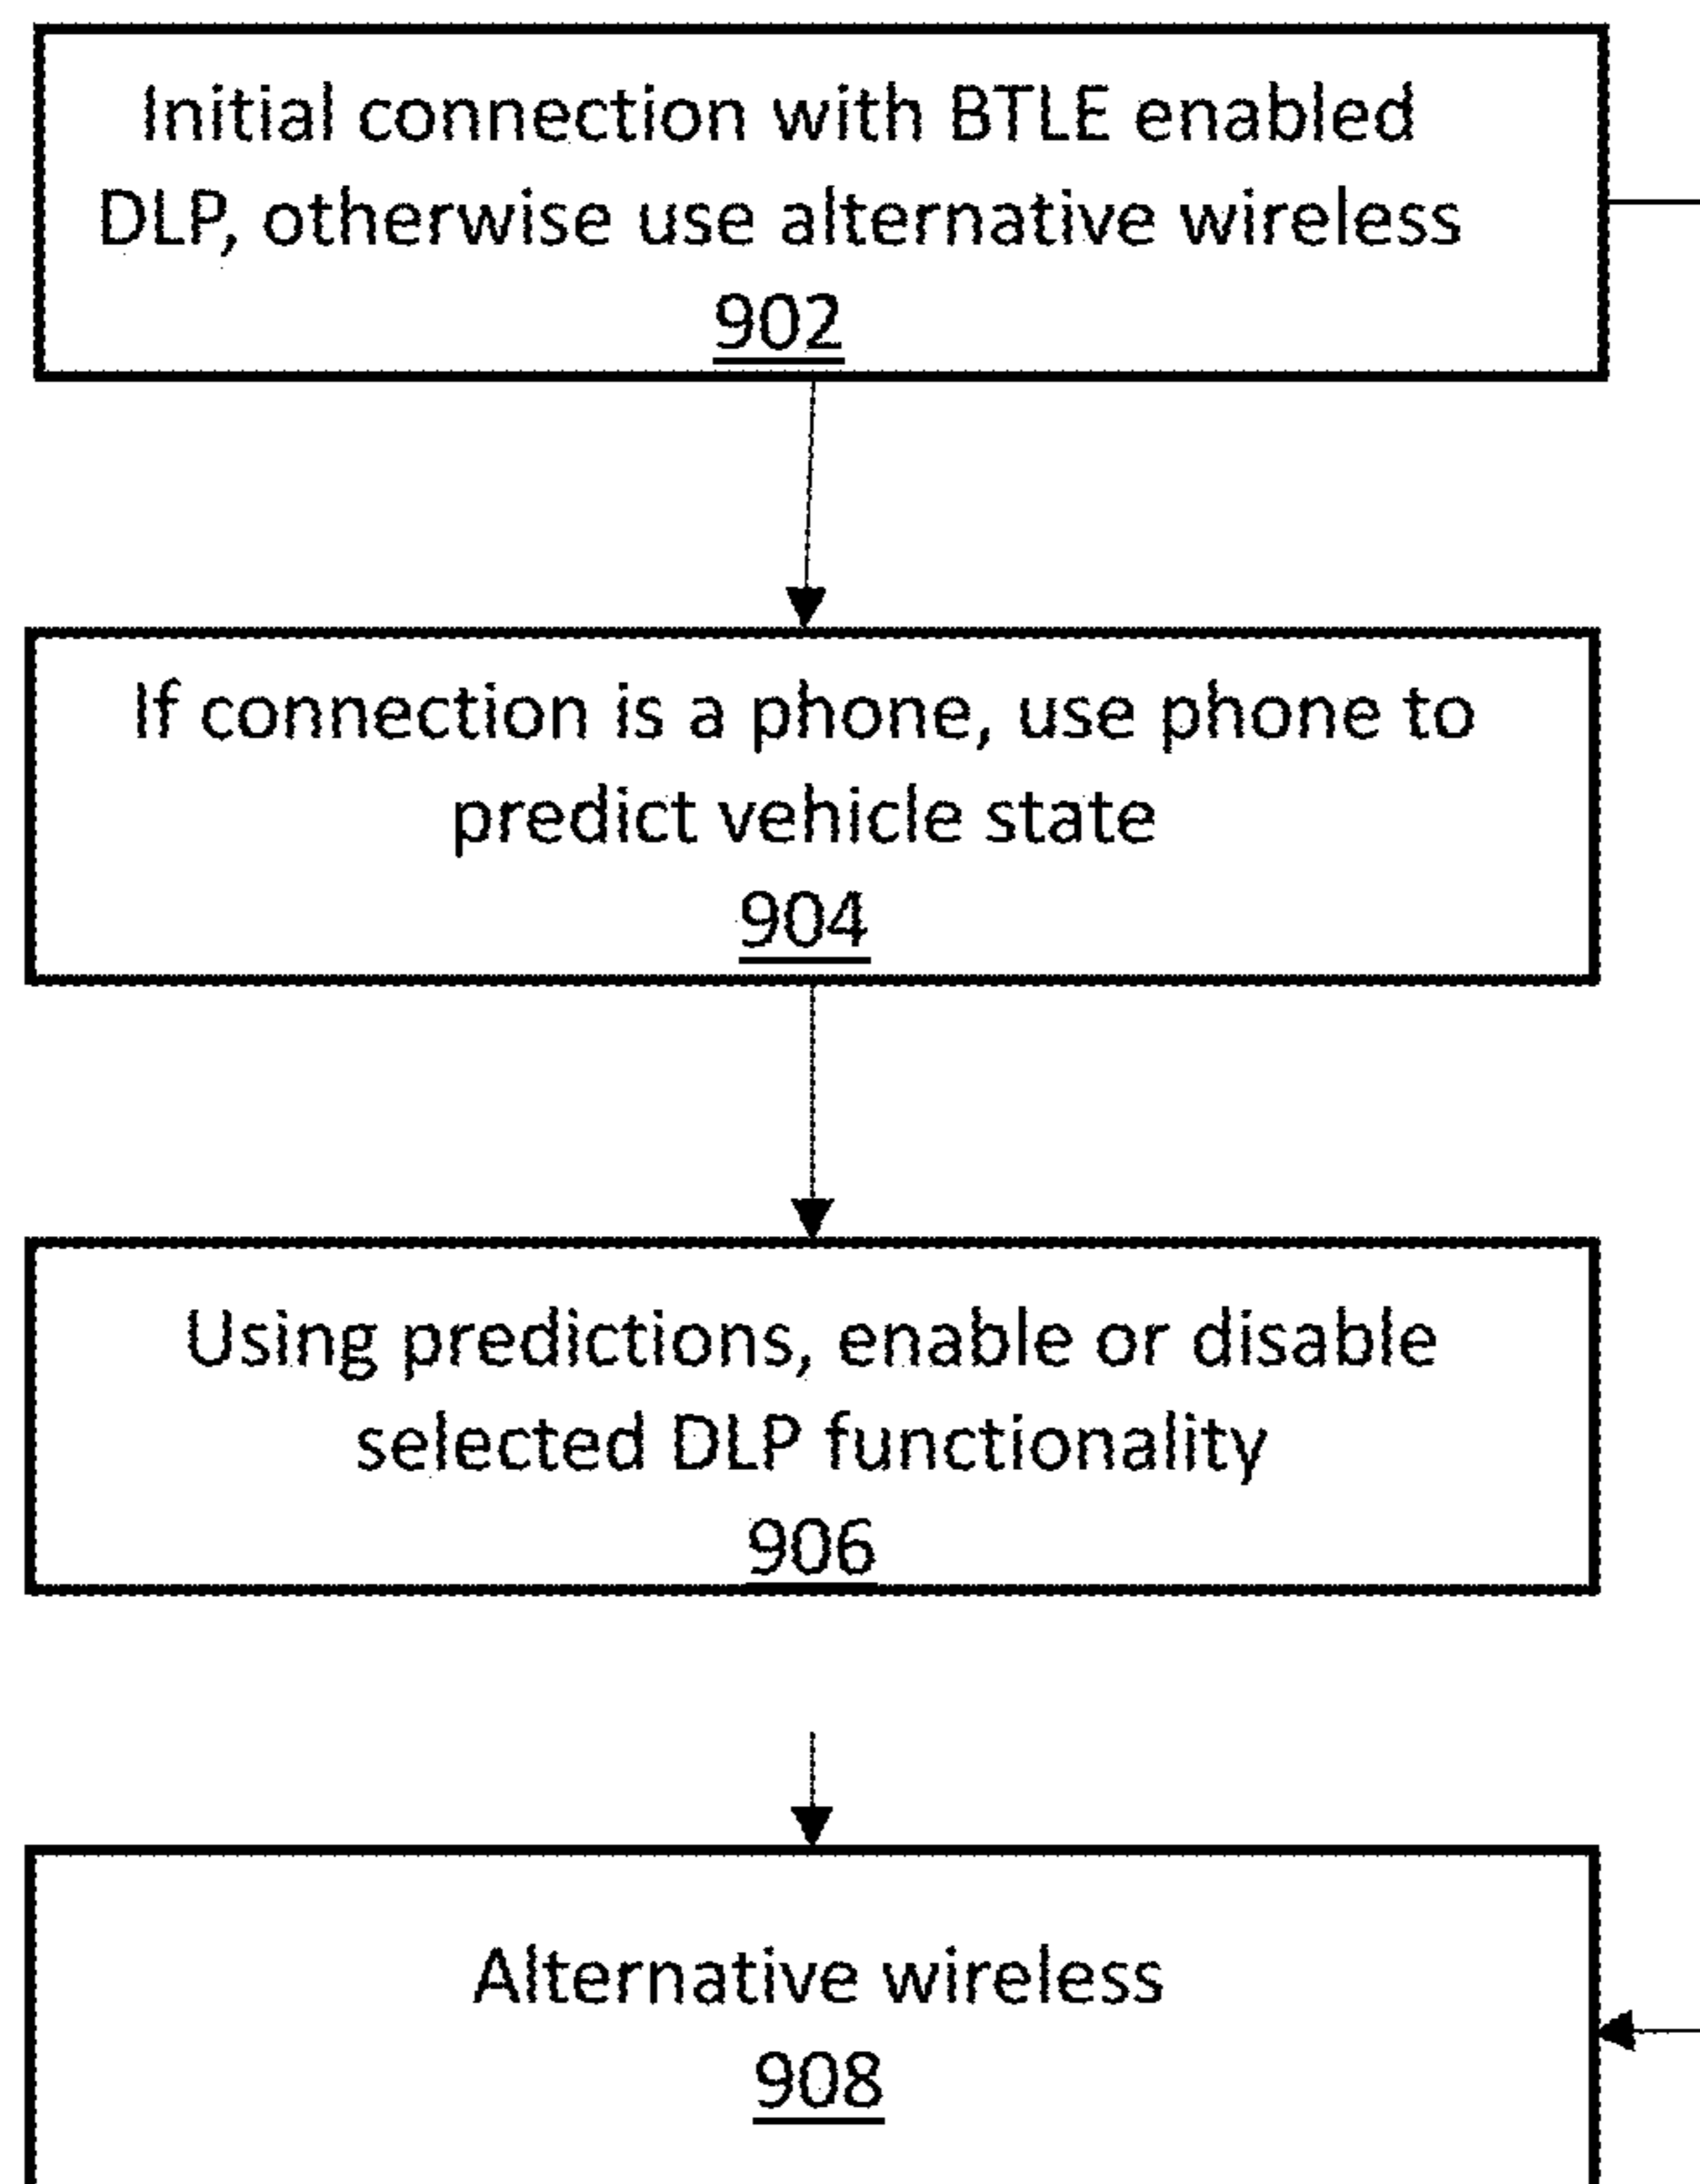 Initial connection with BTLE enabled
DLP, otherwise use alternative wireless
902
If connection is a phone, use phone to
predict vehicle state
904
Using predictions, enable or disable
selected DLP functionality
906
Alternative wireless
908